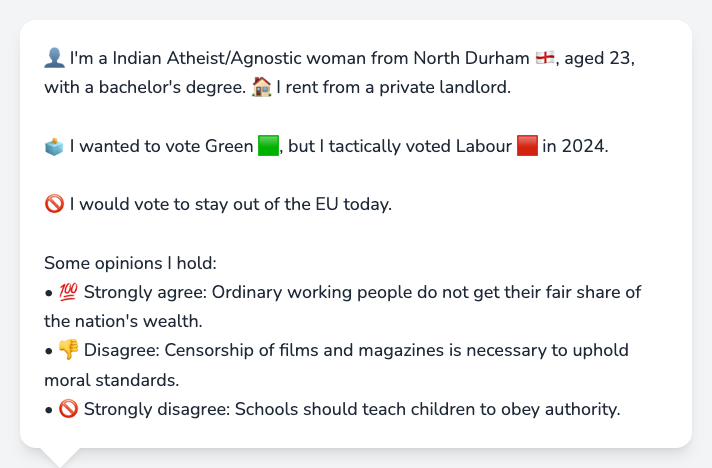 👤 I'm a Indian Atheist/Agnostic woman from North Durham 🏴󠁧󠁢󠁥󠁮󠁧󠁿, aged 23,
with a bachelor's degree. 🏠 I rent from a private landlord.
🗳️ I wanted to vote Green 🟩, but I tactically voted Labour 🟥 in 2024.
🚫 I would vote to stay out of the EU today.
Some opinions I hold:
• 💯 Strongly agree: Ordinary working people do not get their fair share of
the nation's wealth.
• 👎 Disagree: Censorship of films and magazines is necessary to uphold
moral standards.
• 🚫 Strongly disagree: Schools should teach children to obey authority.